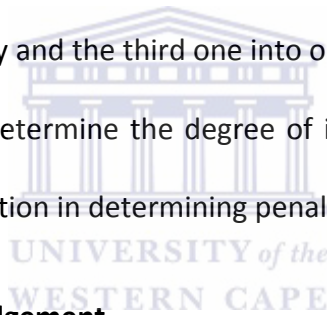 y and the third one into o
etermine the degree of i
tion in determining penal
UNIVERSITY of the
WESTERN CAPE
dgement